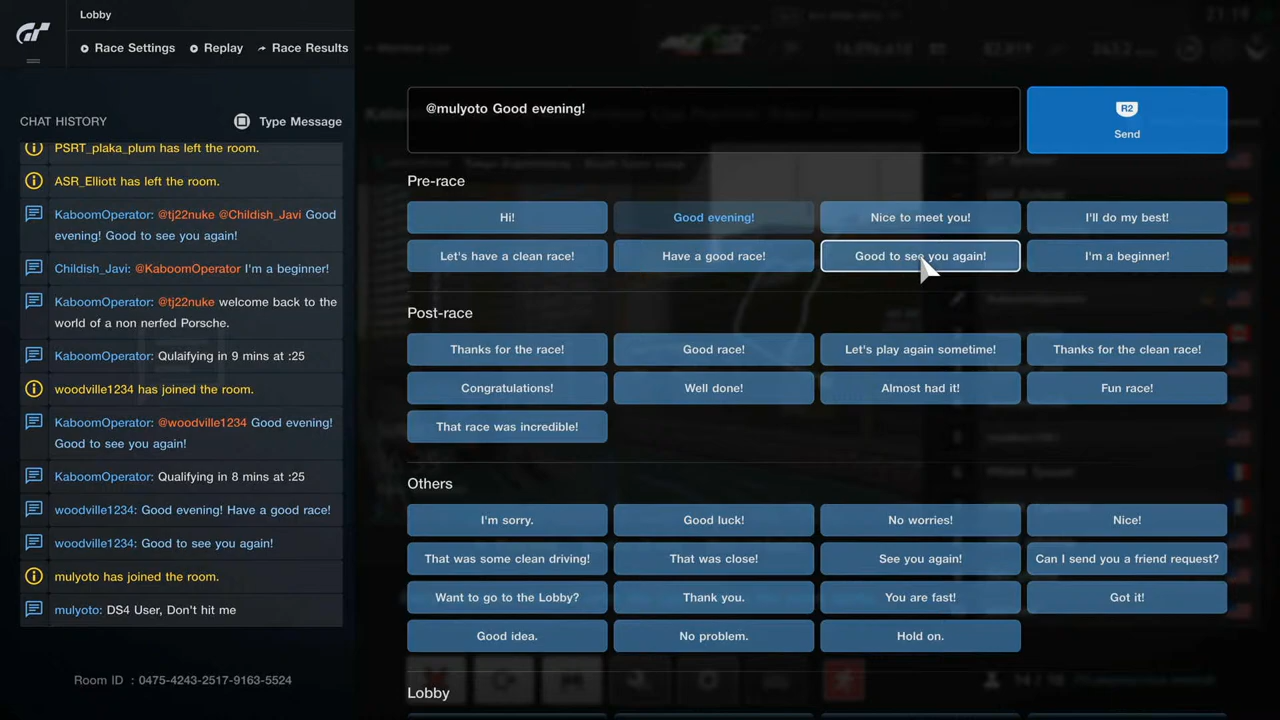 Lobby
Race Settings Replay Race Results
CHAT HISTORY Type Message
PSRT_plaka_plum has left the room.
ASR_Elliott has left the room.
KaboomOperator: @tj22nuke @Childish_Javi Good
evening! Good to see you again!
Childish_Javi: @KaboomOperator I'm a beginner!
KaboomOperator: @tj22nuke welcome back to the
world of a non nerfed Porsche.
KaboomOperator: Qulaifying in 9 mins at :25
woodville1234 has joined the room.
KaboomOperator: @woodville1234 Good evening!
Good to see you again!
KaboomOperator: Qualifying in 8 mins at :25
woodville1234: Good evening! Have a good race!
woodville1234: Good to see you again!
mulyoto has joined the room.
mulyoto: DS4 User, Don't hit me
Room ID : 0475-4243-2517-9163-5524
@mulyoto Good evening!
R2
Send
Pre-race
Hi! Good evening! Nice to meet you! I'll do my best!
Let's have a clean race! Have a good race! Good to see you again! I'm a beginner!
Post-race
Thanks for the race! Good race! Let's play again sometime! Thanks for the clean race!
Congratulations! Well done! Almost had it! Fun race!
That race was incredible!
Others
I'm sorry. Good luck! No worries! Nice!
That was some clean driving! That was close! See you again! Can I send you a friend request?
Want to go to the Lobby? Thank you. You are fast! Got it!
Good idea. No problem. Hold on.
Lobby